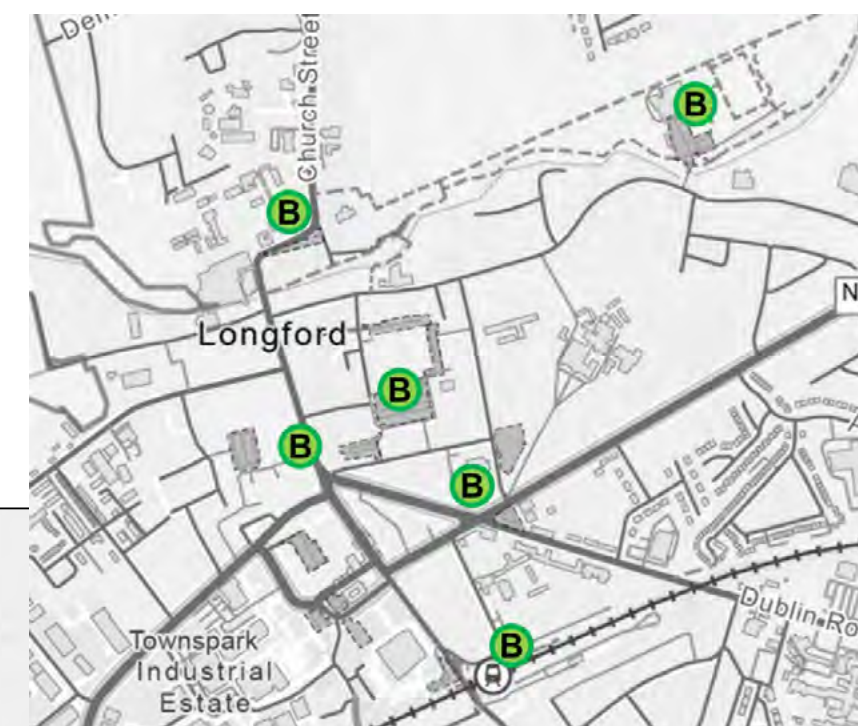 Church Street
B
B
Longford
B
B
B
B
N
Dublin Ro
Townspark
Industrial
Estate